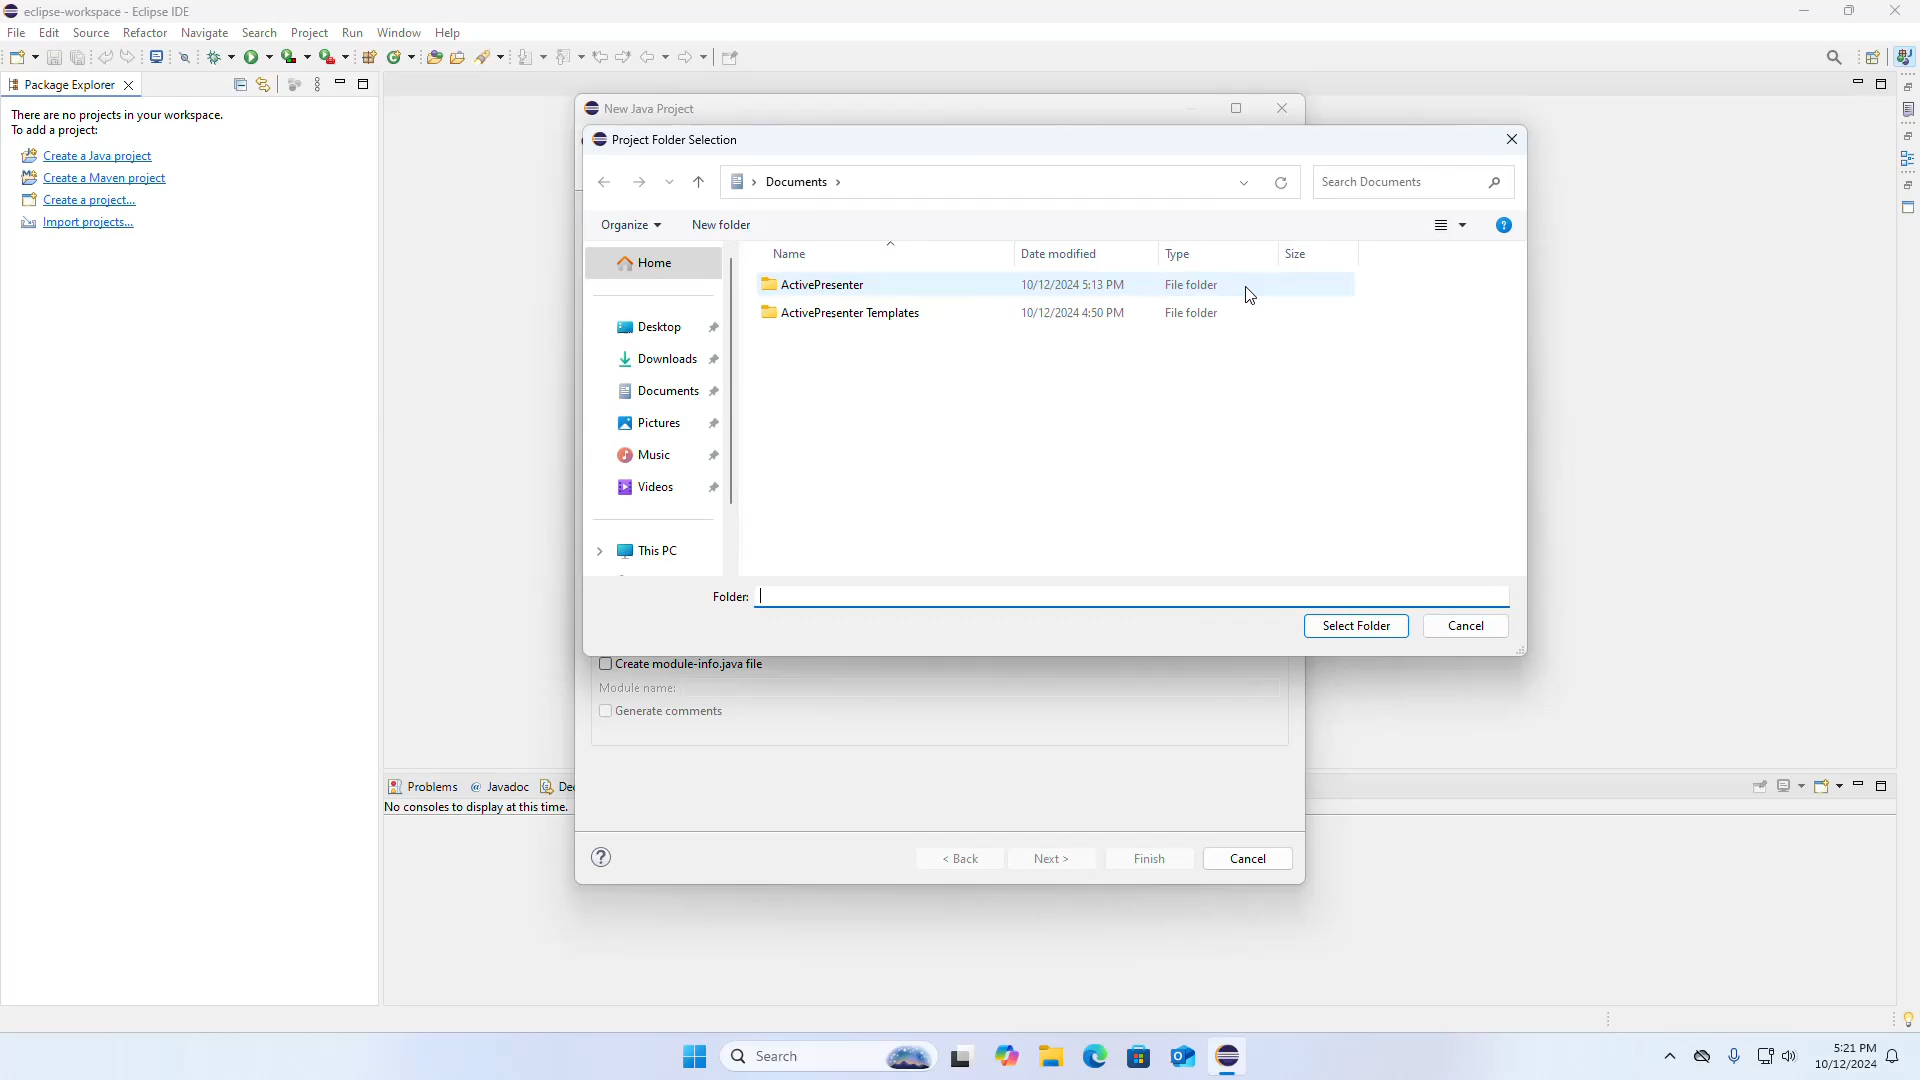 eclipse-workspace - Eclipse IDE
File Edit Source Refactor Navigate Search Project Run Window Help
Package Explorer
There are no projects in your workspace.
To add a project:
Create a Java project
Create a Maven project
Create a project...
Import projects...
New Java Project
Project Folder Selection
Documents
Search Documents
Organize New folder
Name Date modified Type Size
Home
ActivePresenter 10/12/2024 5:13 PM File folder
ActivePresenter Templates 10/12/2024 4:50 PM File folder
Desktop
Downloads
Documents
Pictures
Music
Videos
This PC
Folder:
Select Folder Cancel
Create module-info.java file
Module name:
Generate comments
Problems @ Javadoc
No consoles to display at this time.
< Back Next > Finish Cancel
Search
5:21 PM
10/12/2024